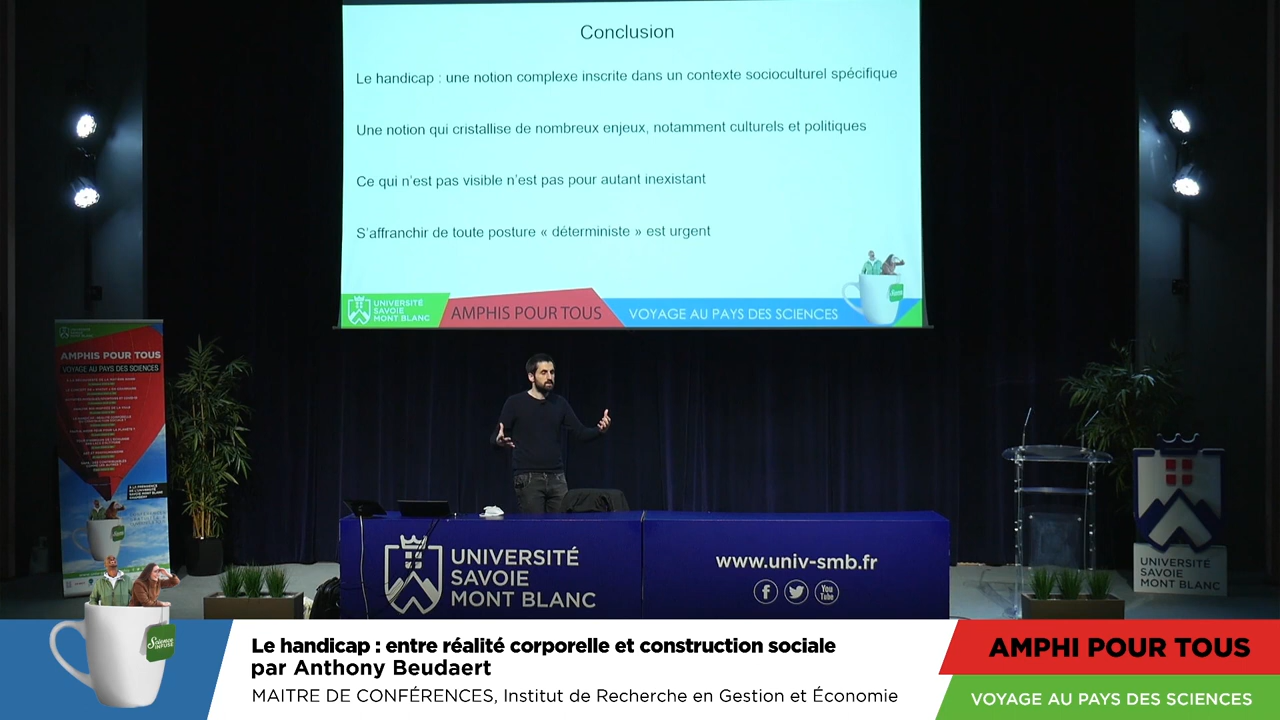 Conclusion
Le handicap : une notion complexe inscrite dans un contexte socioculturel spécifique
Une notion qui cristallise de nombreux enjeux, notamment culturels et politiques
Ce qui n'est pas visible n'est pas pour autant inexistant
S'affranchir de toute posture « déterministe » est urgent
UNIVERSITÉ
SAVOIE
MONT BLANC
AMPHIS POUR TOUS
VOYAGE AU PAYS DES SCIENCES
AMPHIS POUR TOUS
VOYAGE AU PAYS DES SCIENCES
UNIVERSITÉ
SAVOIE
MONT BLANC
www.univ-smb.fr
You
Tube
UNIVERSITÉ
SAVOIE
MONT BLANC
Science
INFUSE
Le handicap : entre réalité corporelle et construction sociale
par Anthony Beudaert
MAITRE DE CONFÉRENCES, Institut de Recherche en Gestion et Économie
AMPHI POUR TOUS
VOYAGE AU PAYS DES SCIENCES